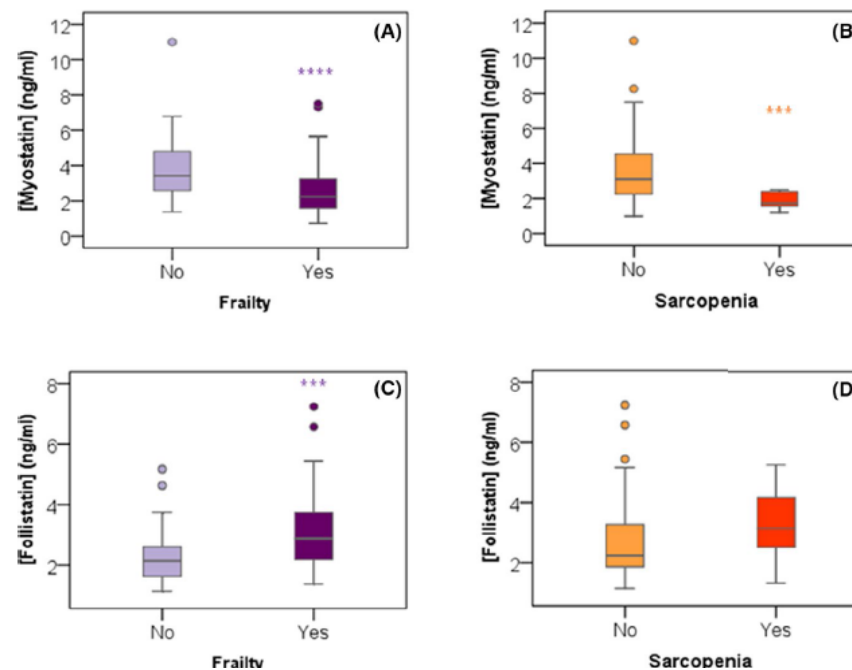 (A)
[Myostatin] (ng/ml)
12
10
8
6
4
2
0
****
No
Yes
Frailty
(B)
[Myostatin] (ng/ml)
12
10
8
6
4
2
0
***
No
Yes
Sarcopenia
(C)
[Follistatin] (ng/ml)
8
6
4
2
***
No
Yes
Frailty
(D)
[Follistatin] (ng/ml)
8
6
4
2
No
Yes
Sarcopenia